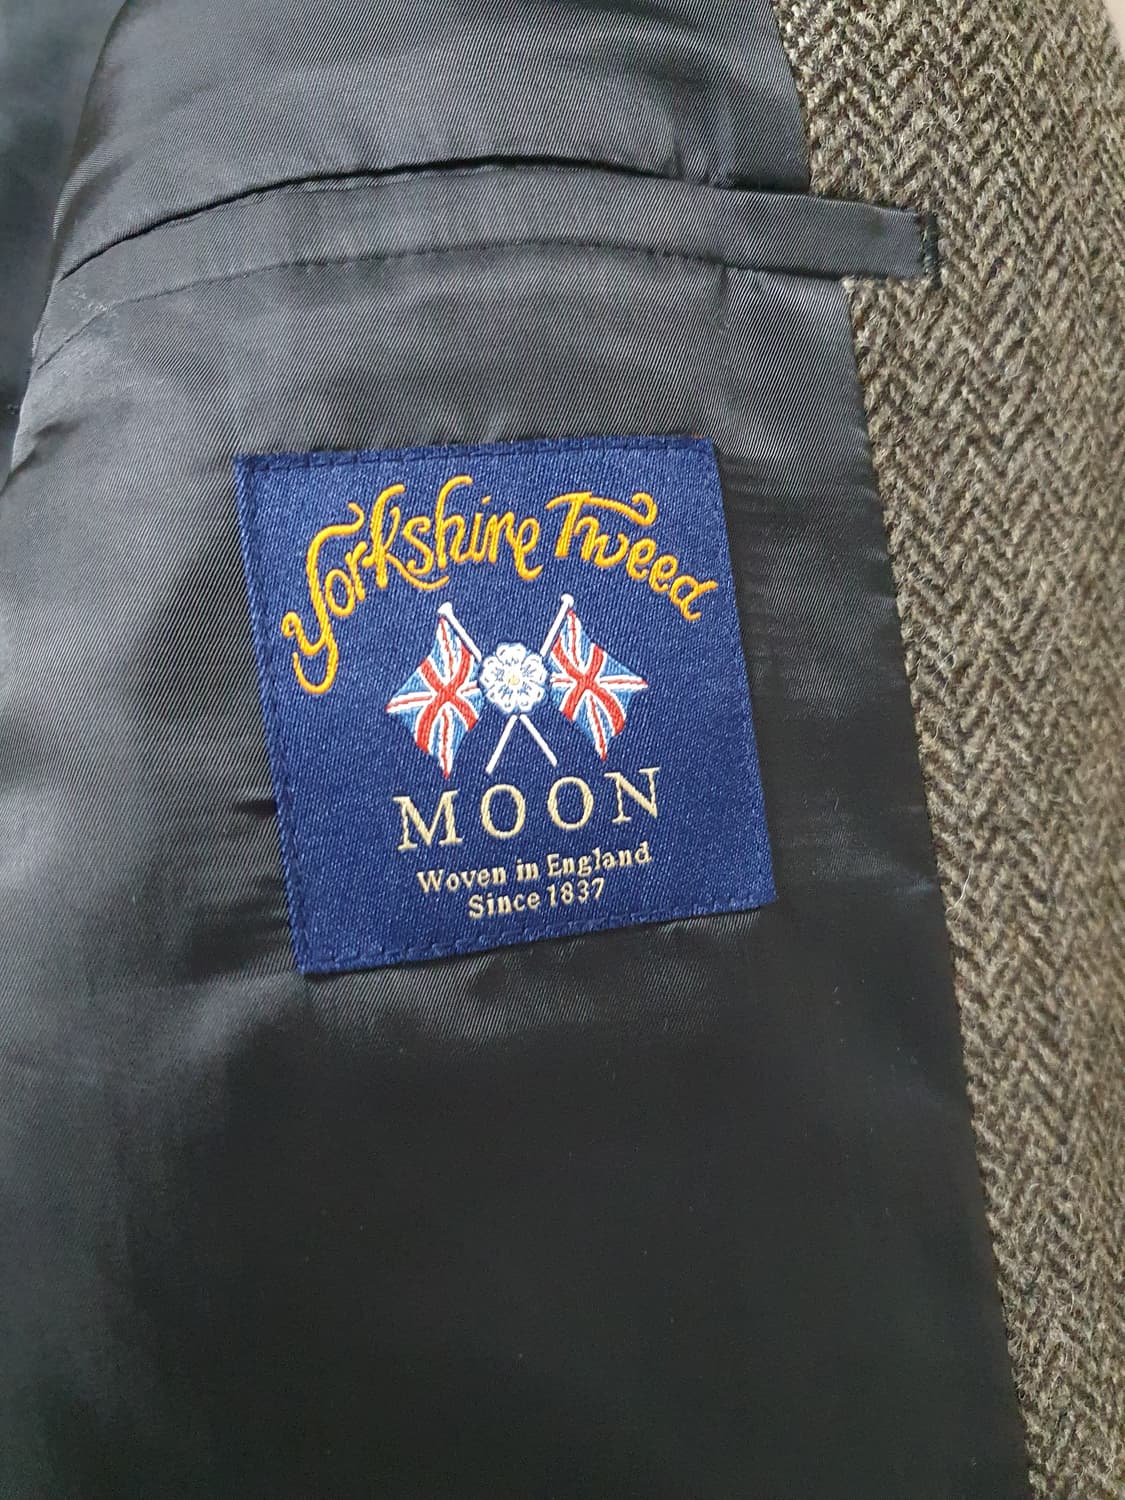 Yorkshire Tweed
MOON
Woven in England
Since 1837